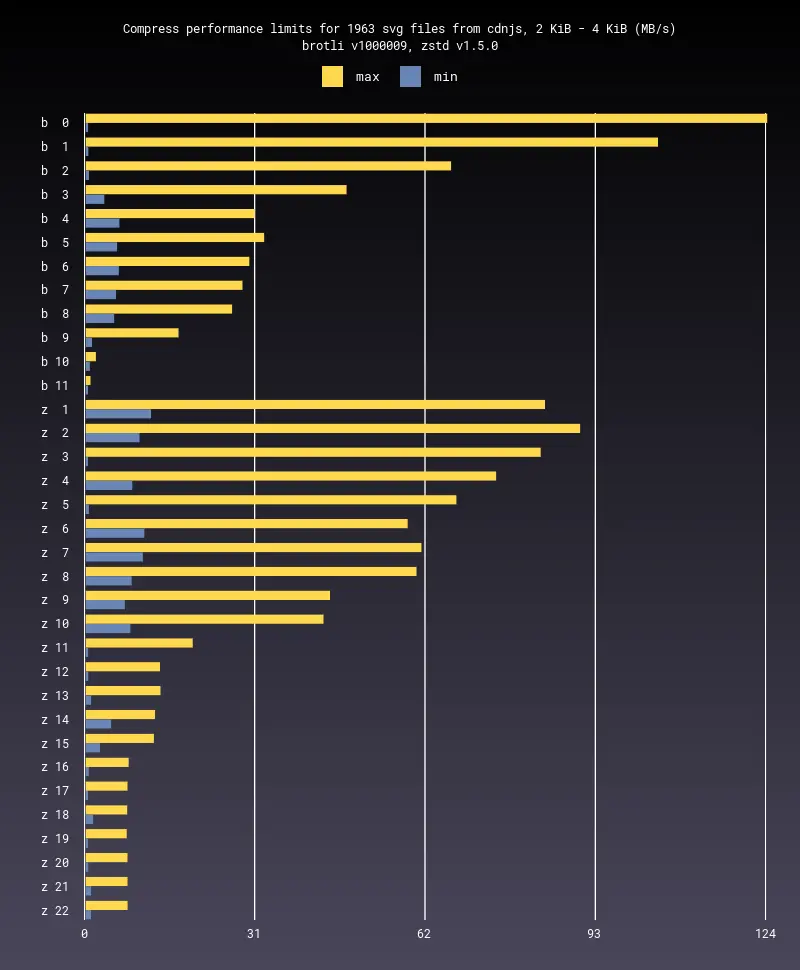 Compress performance limits for 1963 svg files from cdnjs, 2 KiB - 4 KiB (MB/s)
brotli v1000009, zstd v1.5.0
max min
b 0
b 1
b 2
b 3
b 4
b 5
b 6
b 7
b 8
b 9
b 10
b 11
z 1
z 2
z 3
z 4
z 5
z 6
z 7
z 8
z 9
z 10
z 11
z 12
z 13
z 14
z 15
z 16
z 17
z 18
z 19
z 20
z 21
z 22
0 31 62 93 124